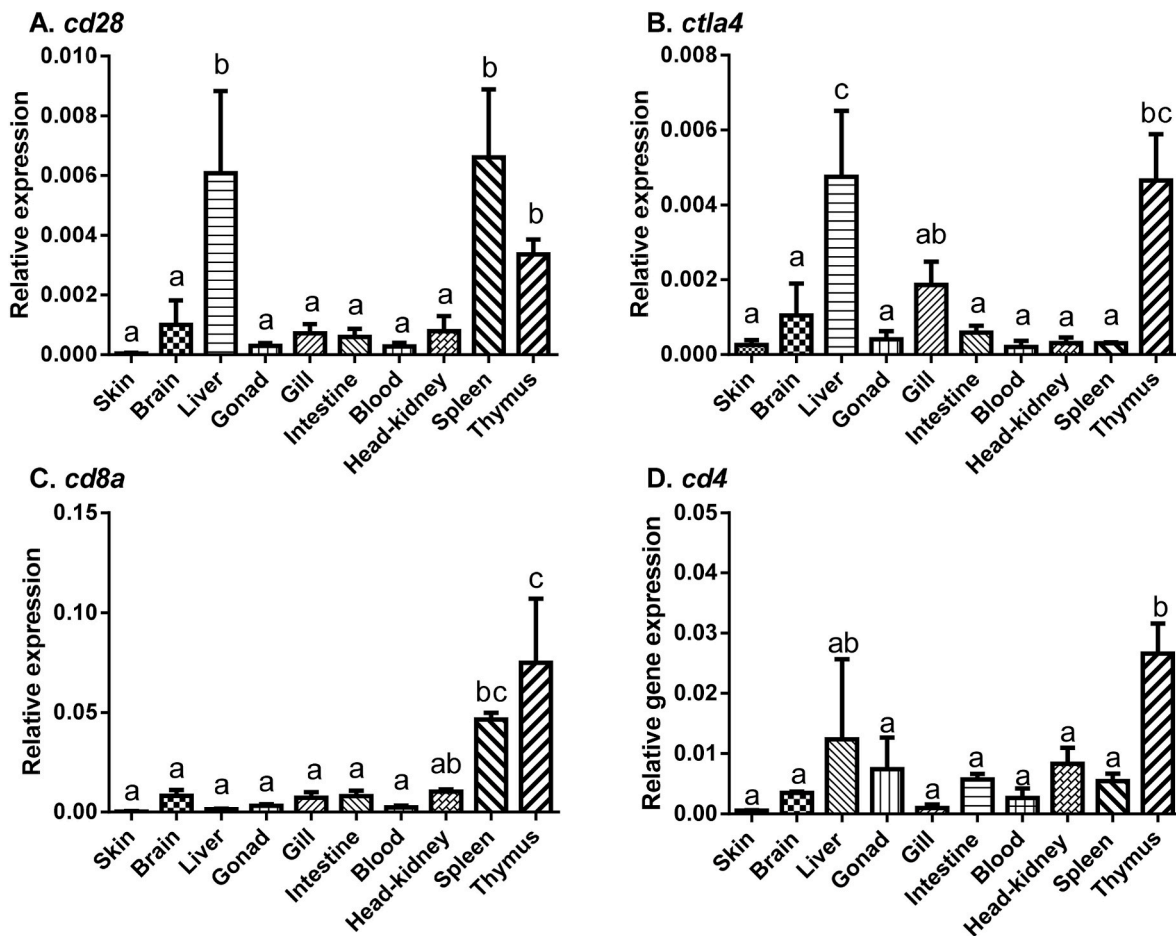 A. cd28
Relative expression
0.010
0.008
0.006
0.004
0.002
0.000
a
a
b
a
a
a
a
a
b
b
Skin
Brain
Liver
Gonad
Gill
Intestine
Blood
Head-kidney
Spleen
Thymus
B. ctla4
Relative expression
0.008
0.006
0.004
0.002
0.000
a
a
c
a
ab
a
a
a
a
bc
Skin
Brain
Liver
Gonad
Gill
Intestine
Blood
Head-kidney
Spleen
Thymus
C. cd8a
Relative expression
0.15
0.10
0.05
0.00
a
a
a
a
a
a
a
ab
bc
c
Skin
Brain
Liver
Gonad
Gill
Intestine
Blood
Head-kidney
Spleen
Thymus
D. cd4
Relative gene expression
0.05
0.04
0.03
0.02
0.01
0.00
a
a
ab
a
a
a
a
a
a
b
Skin
Brain
Liver
Gonad
Gill
Intestine
Blood
Head-kidney
Spleen
Thymus